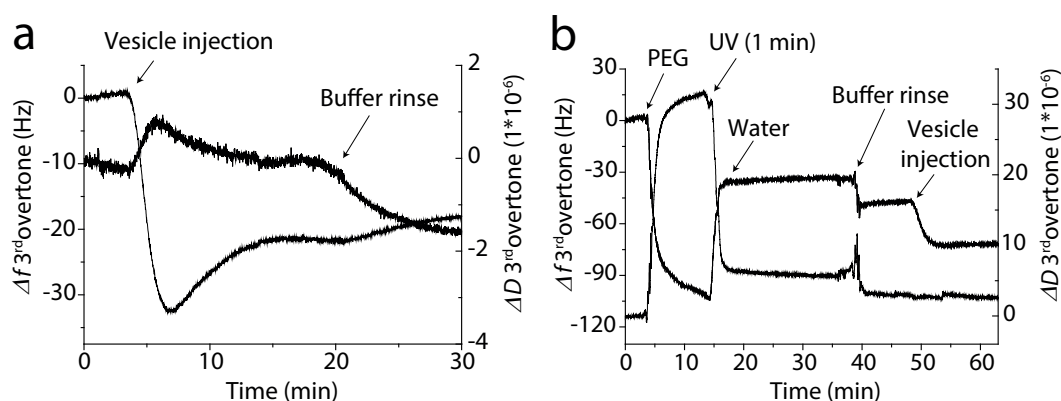 a
Vesicle injection
Buffer rinse
0
-10
-20
-30
Δf 3rd overtone (Hz)
2
0
-2
-4
ΔD 3rd overtone (1*10-6)
0
10
20
30
Time (min)
b
PEG
UV (1 min)
Water
Buffer rinse
Vesicle
injection
30
0
-30
-60
-90
-120
Δf 3rd overtone (Hz)
30
20
10
0
ΔD 3rd overtone (1*10-6)
0
10
20
30
40
50
60
Time (min)